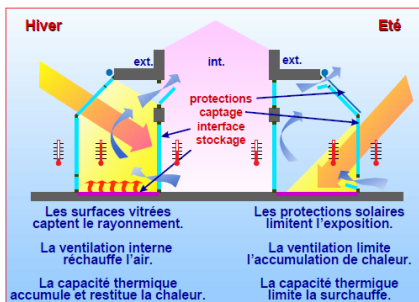 Hiver
Eté
ext.
int.
ext.
protections
captage
interface
stockage
Les surfaces vitrées
captent le rayonnement.
La ventilation interne
réchauffe l'air.
La capacité thermique
accumule et restitue la chaleur.
Les protections solaires
limitent l'exposition.
La ventilation limite
l'accumulation de chaleur.
La capacité thermique
limite la surchauffe.